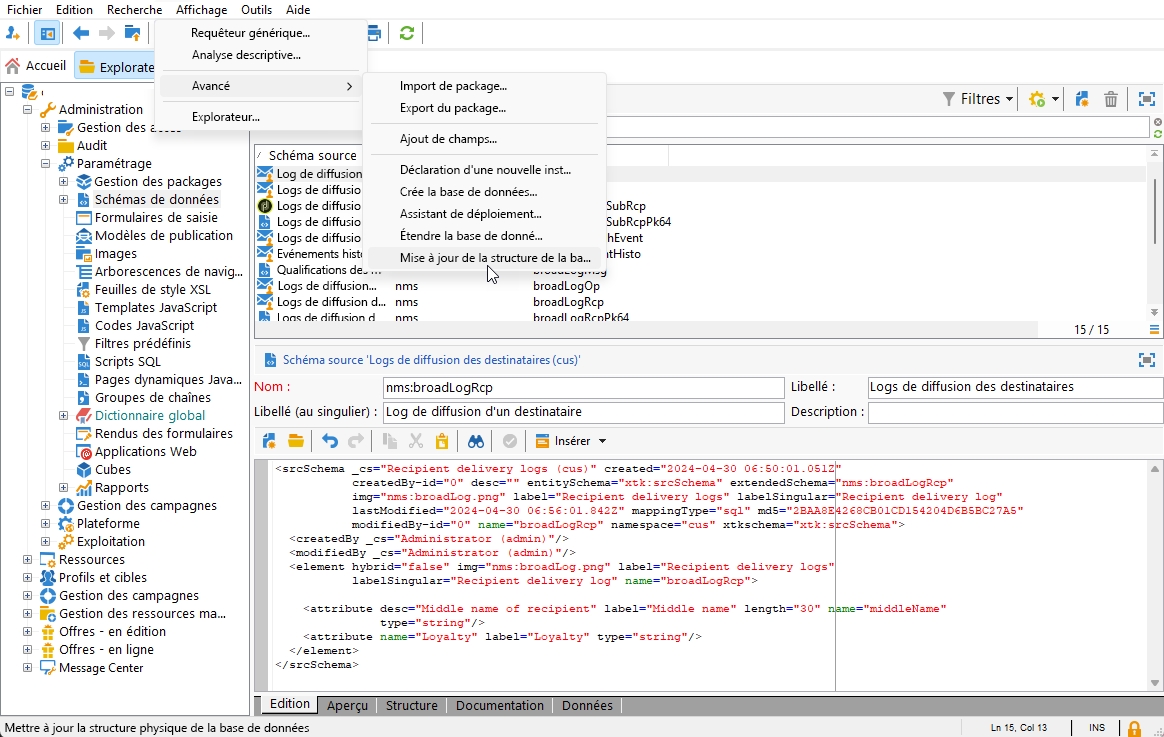 Fichier Edition Recherche Affichage Outils Aide
Requêteur générique...
Analyse descriptive...
Avancé
Explorateur...
Import de package...
Export du package...
Ajout de champs...
Déclaration d'une nouvelle inst...
Crée la base de données...
Assistant de déploiement...
Étendre la base de donné...
Mise à jour de la structure de la ba...
Accueil
Explorate
Filtres
Administration
Gestion des
Audit
Paramétrage
Gestion des packages
Schémas de données
Formulaires de saisie
Modèles de publication
Images
Arborescences de navig...
Feuilles de style XSL
Templates JavaScript
Codes JavaScript
Filtres prédéfinis
Scripts SQL
Pages dynamiques Java...
Groupes de chaînes
Dictionnaire global
Rendus des formulaires
Applications Web
Cubes
Rapports
Gestion des campagnes
Plateforme
Exploitation
Ressources
Profils et cibles
Gestion des campagnes
Gestion des ressources ma...
Offres - en édition
Offres - en ligne
Message Center
Schéma source
Log de diffusion
Logs de diffusio
Logs de diffusio SubRcp
Logs de diffusio SubRcpPk64
Logs de diffusio hEvent
Evénements histo ntHisto
Qualifications des m broadLogMsg
Logs de diffusion... nms broadLogOp
Logs de diffusion d... nms broadLogRcp
Logs de diffusion d nms broadLogRcpPk64
15 / 15
Schéma source 'Logs de diffusion des destinataires (cus)'
Nom : nms:broadLogRcp Libellé : Logs de diffusion des destinataires
Libellé (au singulier) : Log de diffusion d'un destinataire Description :
Insérer
<srcSchema _cs="Recipient delivery logs (cus)" created="2024-04-30 06:50:01.051Z"
createdBy-id="0" desc="" entitySchema="xtk:srcSchema" extendedSchema="nms:broadLogRcp"
img="nms:broadLog.png" label="Recipient delivery logs" labelSingular="Recipient delivery log"
lastModified="2024-04-30 06:56:01.842Z" mappingType="sql" md5="2BAA8E4268CB01CD154204D6B5BC27A5"
modifiedBy-id="0" name="broadLogRcp" namespace="cus" xtkschema="xtk:srcSchema">
<createdBy _cs="Administrator (admin)"/>
<modifiedBy _cs="Administrator (admin)"/>
<element hybrid="false" img="nms:broadLog.png" label="Recipient delivery logs"
labelSingular="Recipient delivery log" name="broadLogRcp">
<attribute desc="Middle name of recipient" label="Middle name" length="30" name="middleName"
type="string"/>
<attribute name="Loyalty" label="Loyalty" type="string"/>
</element>
</srcSchema>
Edition Aperçu Structure Documentation Données
Mettre à jour la structure physique de la base de données Ln 15, Col 13 INS